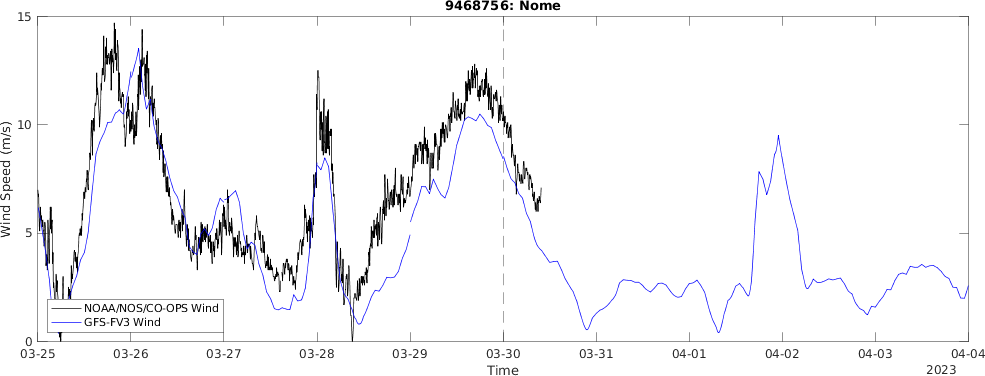 9468756: Nome
Wind Speed (m/s)
15
10
5
0
NOAA/NOS/CO-OPS Wind
GFS-FV3 Wind
03-25 03-26 03-27 03-28 03-29 03-30 03-31 04-01 04-02 04-03 04-04
Time
2023